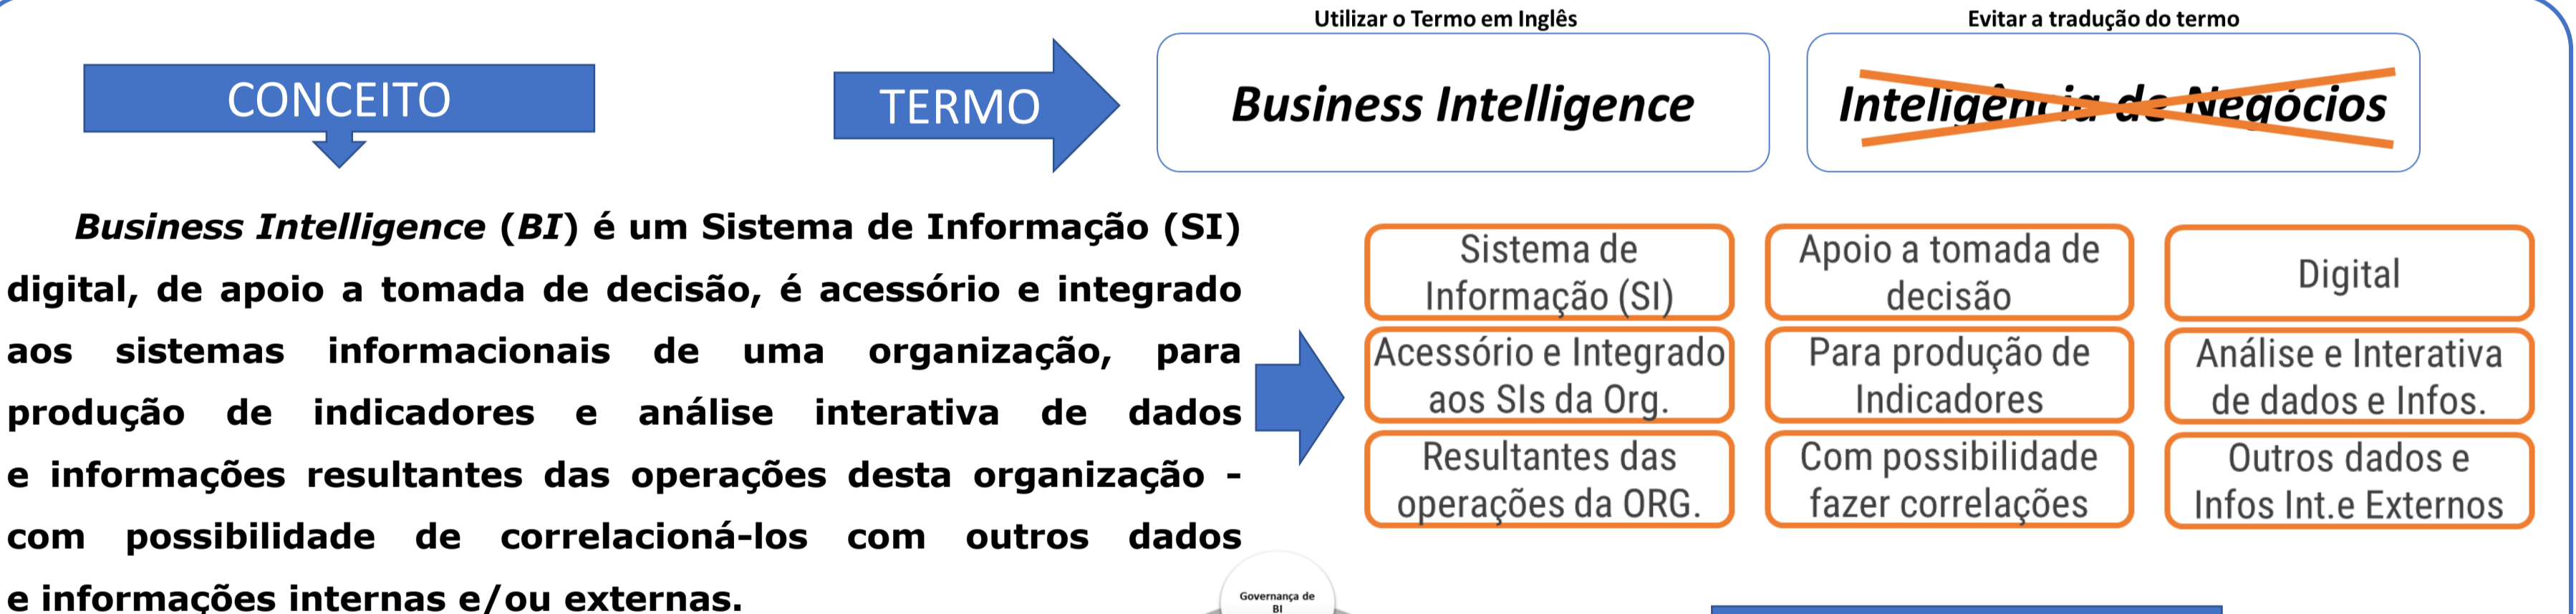 Utilizar o Termo em Inglês
Evitar a tradução do termo
CONCEITO
TERMO
Business Intelligence
Inteligência de Negócios
Business Intelligence (BI) é um Sistema de Informação (SI)
digital, de apoio a tomada de decisão, é acessório e integrado
aos sistemas informacionais de uma organização, para
produção de indicadores e análise interativa de dados
e informações resultantes das operações desta organização -
com possibilidade de correlacioná-los com outros dados
e informações internas e/ou externas.
Sistema de
Informação (SI)
Apoio a tomada de
decisão
Digital
Acessório e Integrado
aos SIs da Org.
Para produção de
Indicadores
Análise e Interativa
de dados e Infos.
Resultantes das
operações da ORG.
Com possibilidade
fazer correlações
Outros dados e
Infos Int.e Externos
Governança de
BI